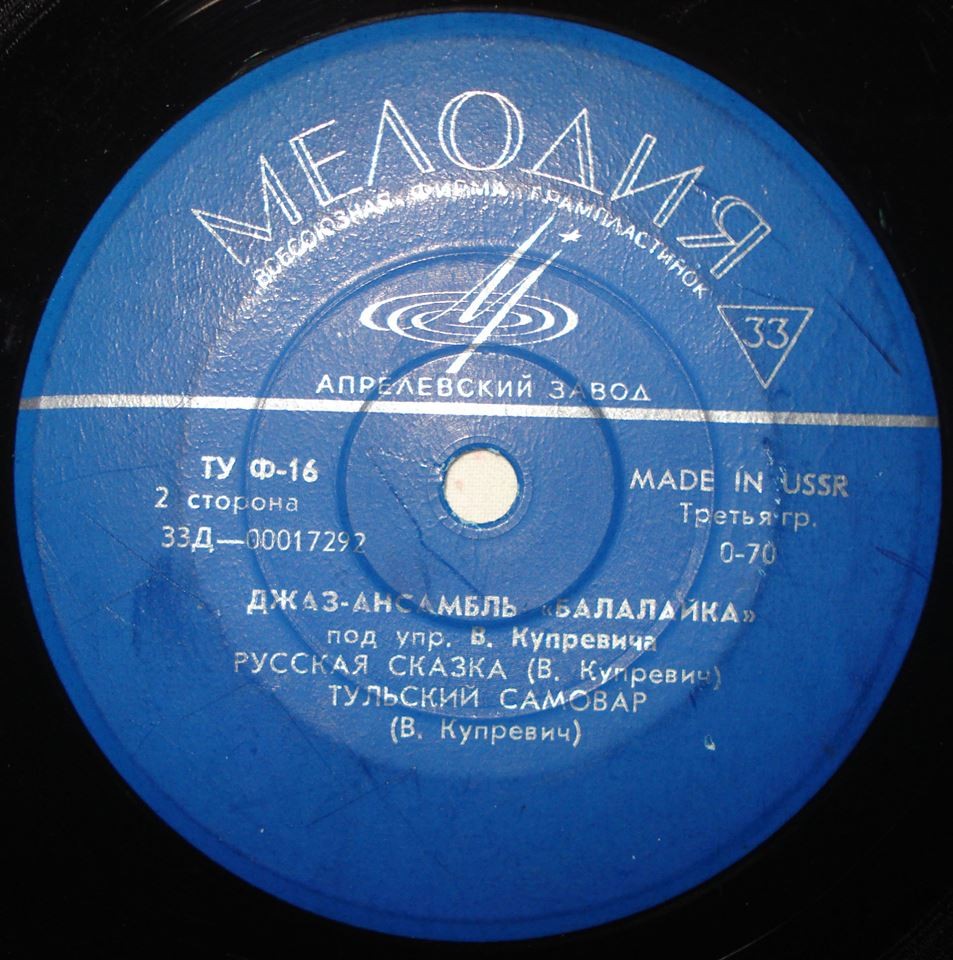 МЕЛОДИЯ
ВСЕСОЮЗНАЯ ФИРМА ГРАМПЛАСТИНОК
33
АПРЕЛЕВСКИЙ ЗАВОД
ТУ Ф-16
2 сторона
33Д—00017292
MADE IN USSR
Третья гр.
0-70
ДЖАЗ-АНСАМБЛЬ «БАЛАЛАЙКА»
под упр. В. Купревича
РУССКАЯ СКАЗКА (В. Купревич)
ТУЛЬСКИЙ САМОВАР
(В. Купревич)